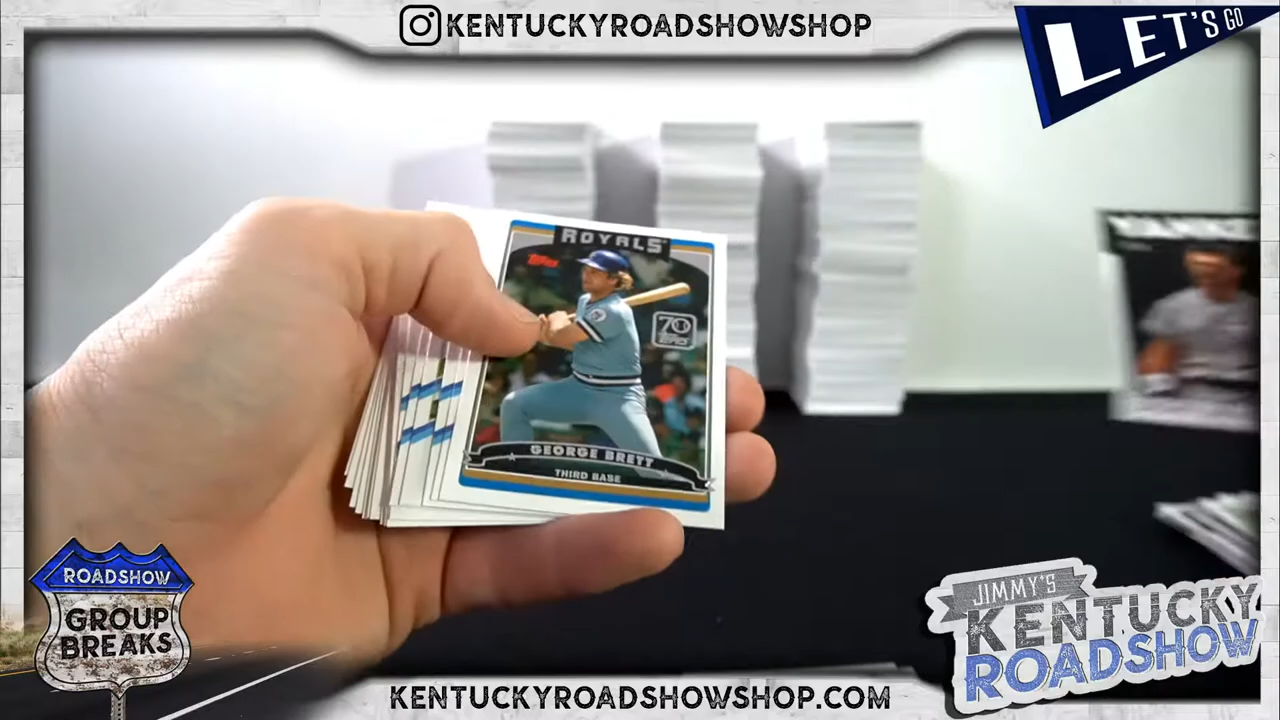 KENTUCKYROADSHOWSHOP
LET'S GO
YANKEES
ROYALS
Topps
70
TOPPS
GEORGE BRETT
THIRD BASE
ROADSHOW
GROUP
BREAKS
JIMMY'S
KENTUCKY
ROADSHOW
KENTUCKYROADSHOWSHOP.COM